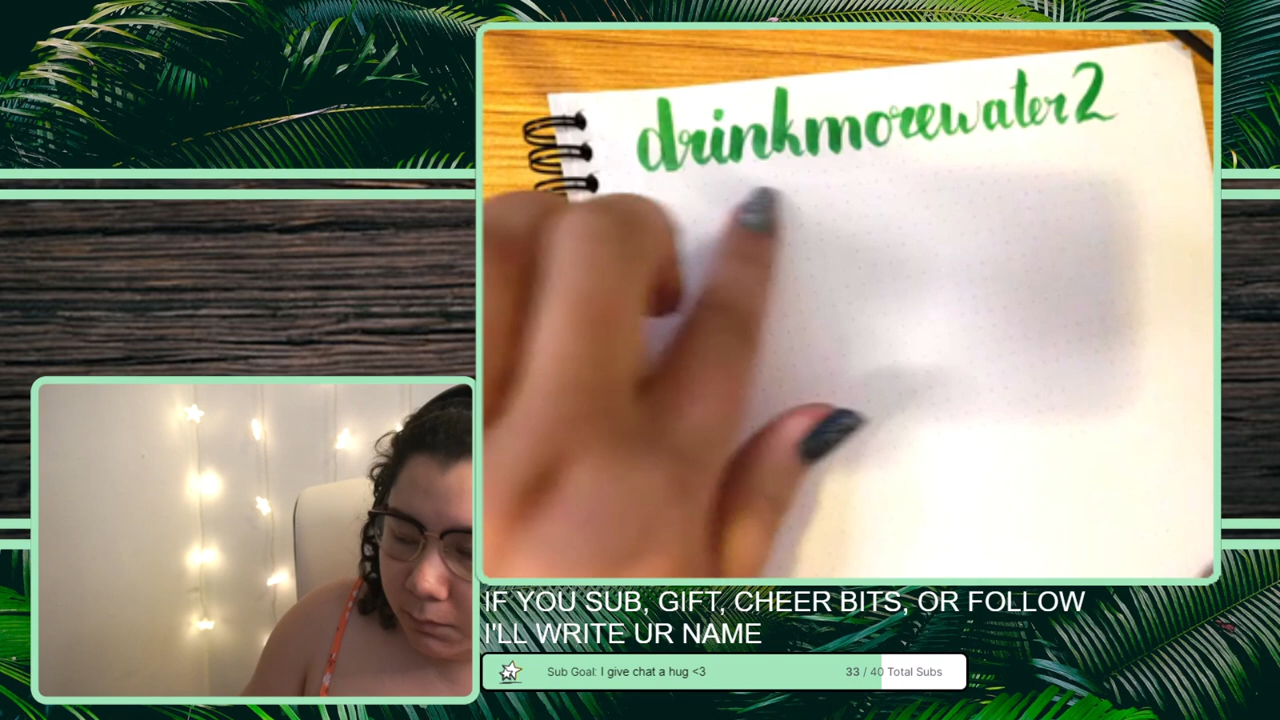 drinkmorewater2
IF YOU SUB, GIFT, CHEER BITS, OR FOLLOW
I'LL WRITE UR NAME
Sub Goal: I give chat a hug <3 33 / 40 Total Subs